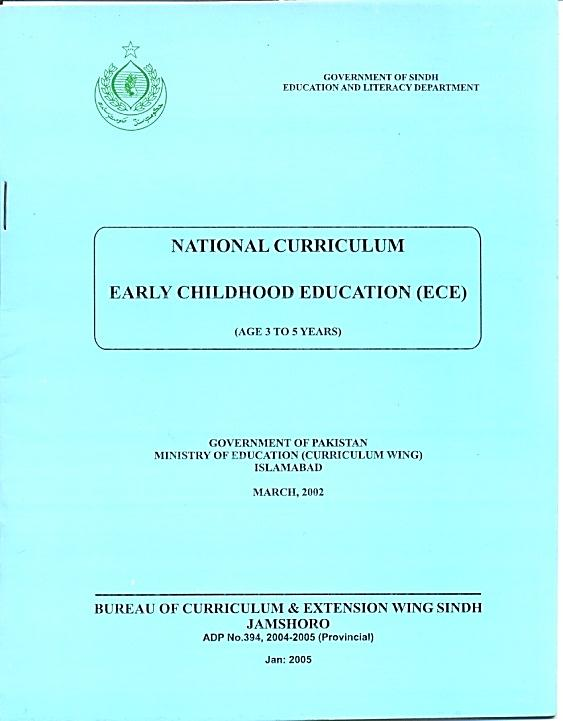 GOVERNMENT OF SINDH
EDUCATION AND LITERACY DEPARTMENT
NATIONAL CURRICULUM
EARLY CHILDHOOD EDUCATION (ECE)
(AGE 3 TO 5 YEARS)
GOVERNMENT OF PAKISTAN
MINISTRY OF EDUCATION (CURRICULUM WING)
ISLAMABAD
MARCH, 2002
BUREAU OF CURRICULUM & EXTENSION WING SINDH
JAMSHORO
ADP No.394, 2004-2005 (Provincial)
Jan: 2005